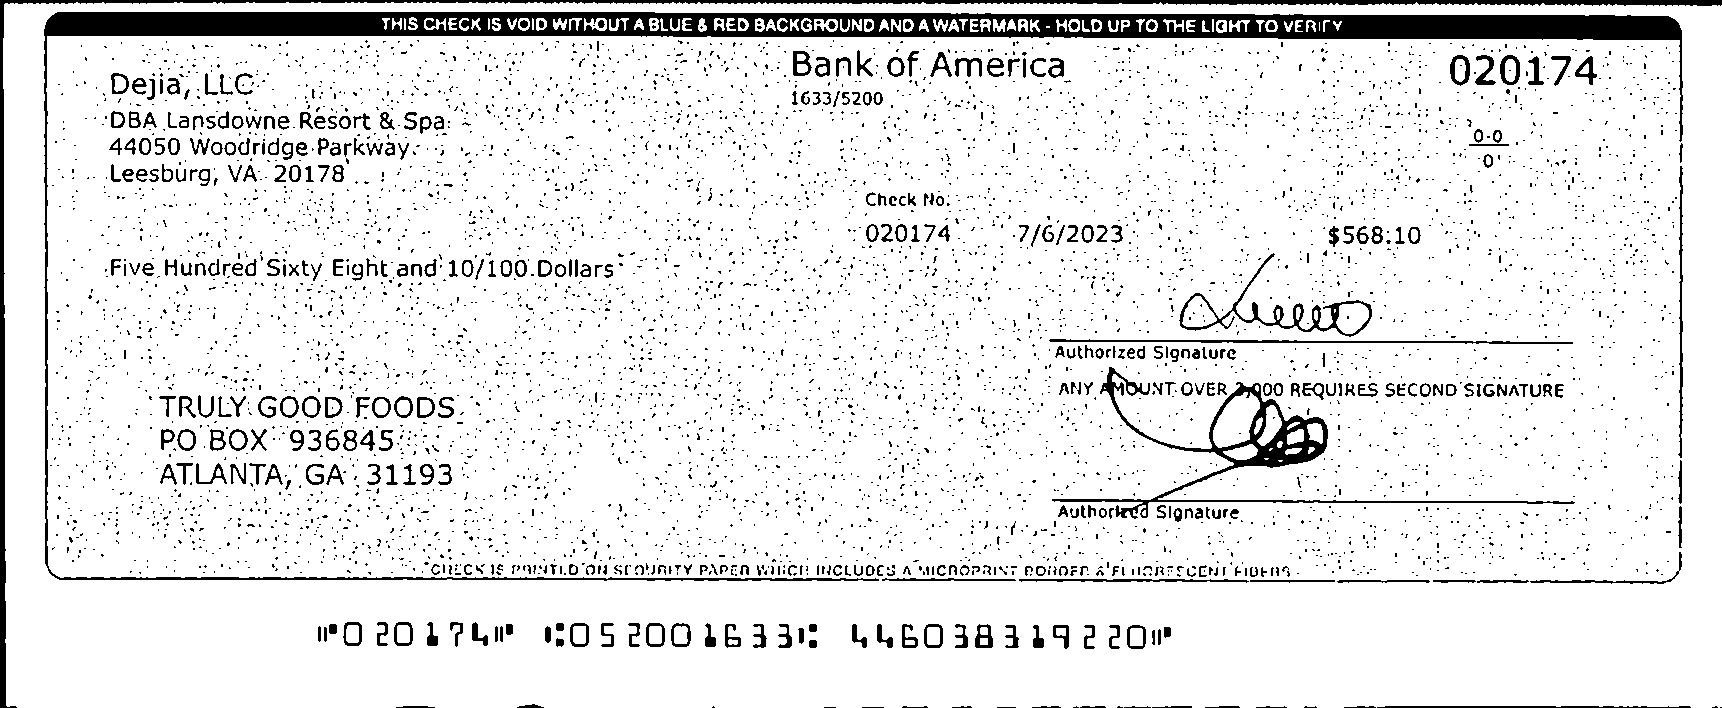 THIS CHECK IS VOID WITHOUT A BLUE & RED BACKGROUND AND A WATERMARK - HOLD UP TO THE LIGHT TO VERIFY
Bank of America
1633/5200
020174
Dejia, LLC
DBA Lansdowne Resort & Spa
44050 Woodridge Parkway
Leesburg, VA 20178
0-0
0
Check No.
020174 7/6/2023 $568.10
Five Hundred Sixty Eight and 10/100 Dollars
Authorized Signature
ANY AMOUNT OVER 2,000 REQUIRES SECOND SIGNATURE
TRULY GOOD FOODS
PO BOX 936845
ATLANTA, GA 31193
Authorized Signature
CHECK IS PRINTED ON SECURITY PAPER WHICH INCLUDES A MICROPRINT BORDER & FLUORESCENT FIBERS
⑈020174⑈ ⑆052001633⑆ 446038319220⑈